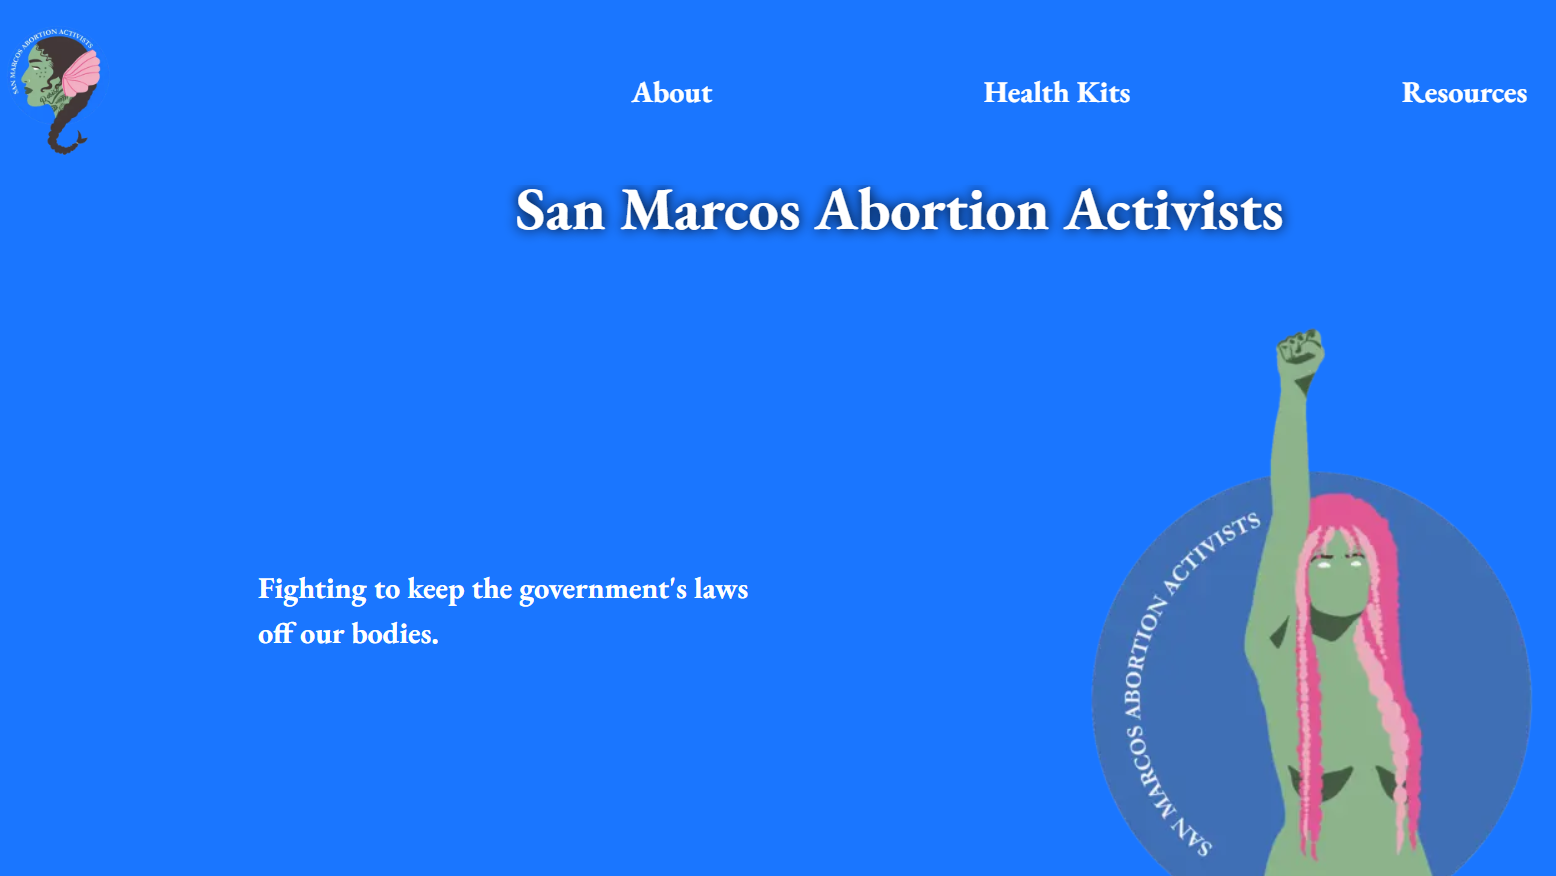 SAN MARCOS ABORTION ACTIVISTS
About
Health Kits
Resources
San Marcos Abortion Activists
Fighting to keep the government's laws
off our bodies.
SAN MARCOS ABORTION ACTIVISTS